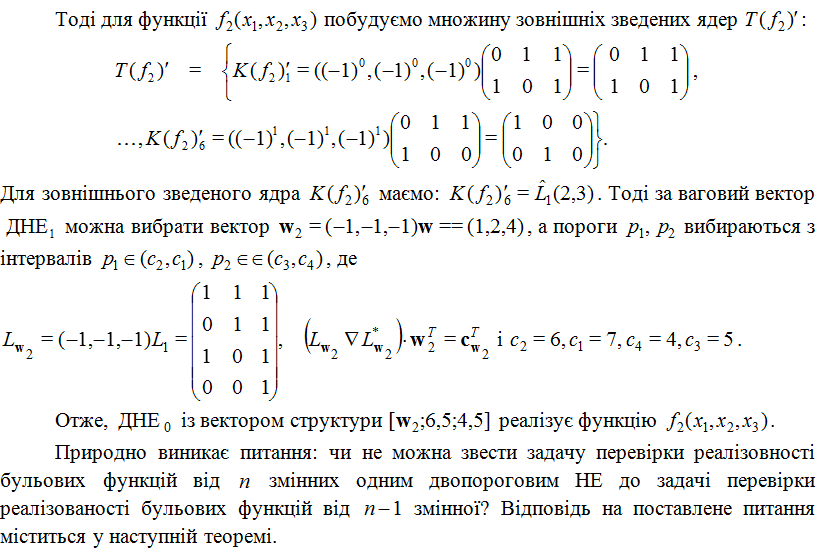 Тоді для функції f₂(x₁,x₂,x₃) побудуємо множину зовнішніх зведених ядер T(f₂)′:
T(f₂)′ = {K(f₂)′₁ = ((−1)⁰,(−1)⁰,(−1)⁰)(0 1 1; 1 0 1) = (0 1 1; 1 0 1),
…,K(f₂)′₆ = ((−1)¹,(−1)¹,(−1)¹)(0 1 1; 1 0 0) = (1 0 0; 0 1 0)}.
Для зовнішнього зведеного ядра K(f₂)′₆ маємо: K(f₂)′₆ = L̂₁(2,3). Тоді за ваговий вектор
ДНЕ₁ можна вибрати вектор w₂ = (−1,−1,−1)w == (1,2,4), а пороги p₁, p₂ вибираються з
інтервалів p₁ ∈ (c₂,c₁), p₂ ∈∈ (c₃,c₄), де
L_w₂ = (−1,−1,−1)L₁ = (1 1 1; 0 1 1; 1 0 1; 0 0 1), (L_w₂ ∇ L*_w₂)·w₂ᵀ = cᵀ_w₂ і c₂ = 6, c₁ = 7, c₄ = 4, c₃ = 5.
Отже, ДНЕ₀ із вектором структури [w₂;6,5;4,5] реалізує функцію f₂(x₁,x₂,x₃).
Природно виникає питання: чи не можна звести задачу перевірки реалізовності
бульових функцій від n змінних одним двопороговим НЕ до задачі перевірки
реалізованості бульових функцій від n−1 змінної? Відповідь на поставлене питання
міститься у наступній теоремі.